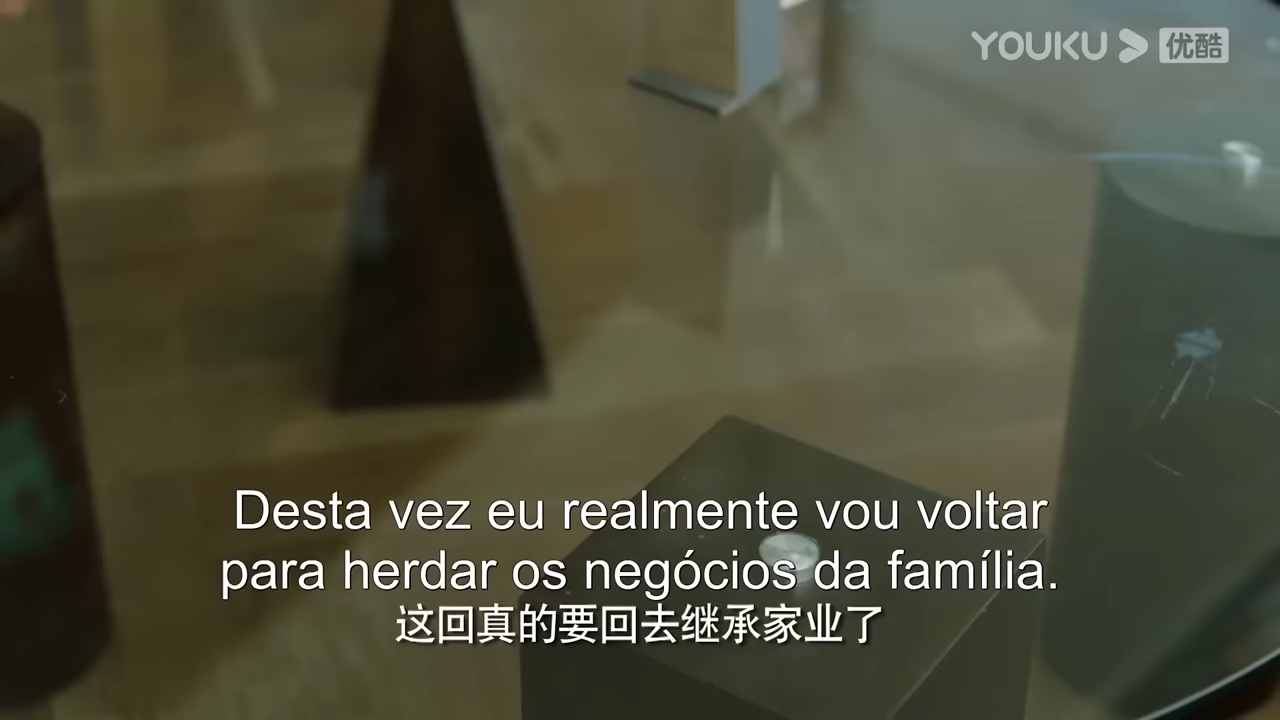 YOUKU 优酷
Desta vez eu realmente vou voltar
para herdar os negócios da família.
这回真的要回去继承家业了